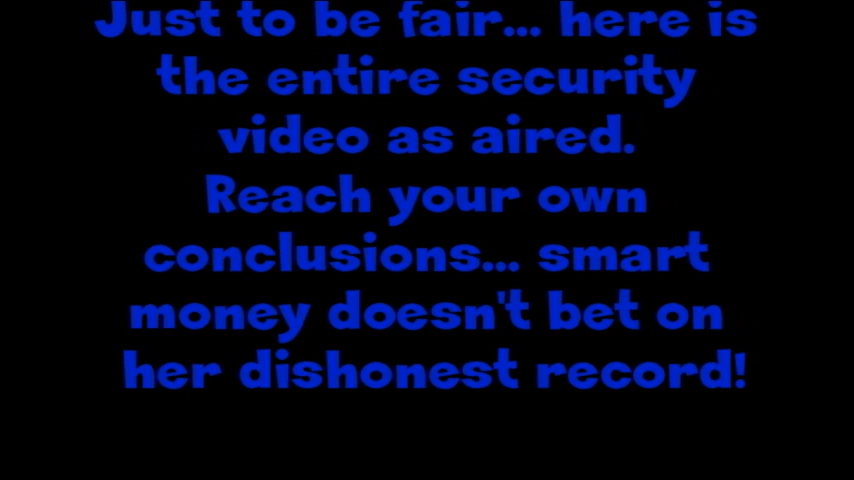 Just to be fair... here is
the entire security
video as aired.
Reach your own
conclusions... smart
money doesn't bet on
her dishonest record!